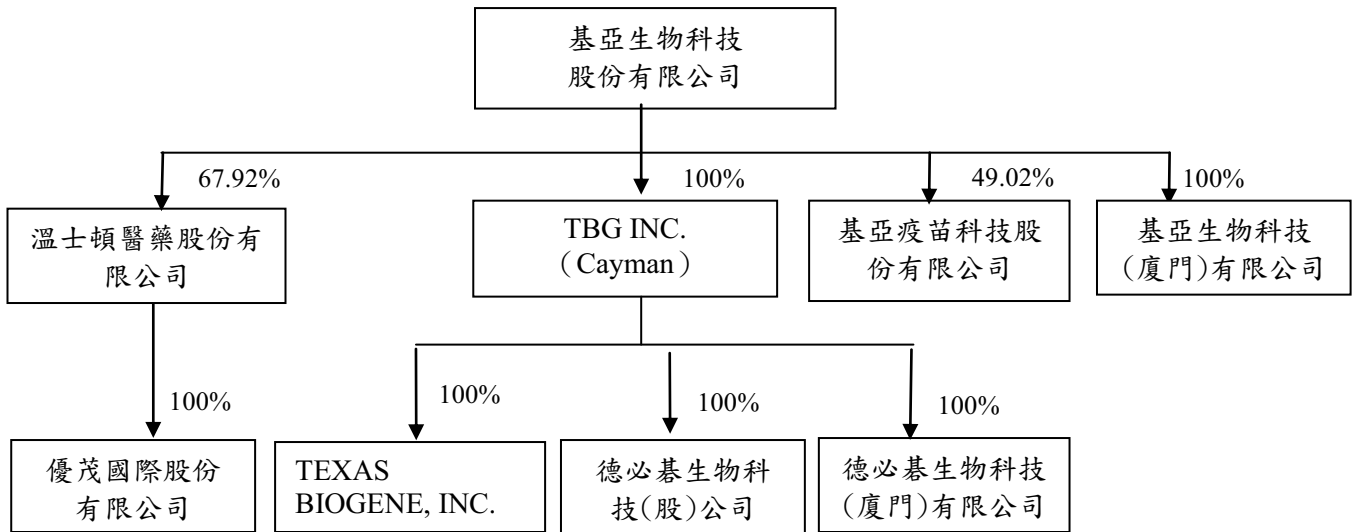 基亞生物科技
股份有限公司
67.92%
100%
49.02%
100%
溫士頓醫藥股份有
限公司
TBG INC.
（Cayman）
基亞疫苗科技股
份有限公司
基亞生物科技
(廈門)有限公司
100%
100%
100%
100%
優茂國際股份
有限公司
TEXAS
BIOGENE, INC.
德必碁生物科
技(股)公司
德必碁生物科技
(廈門)有限公司